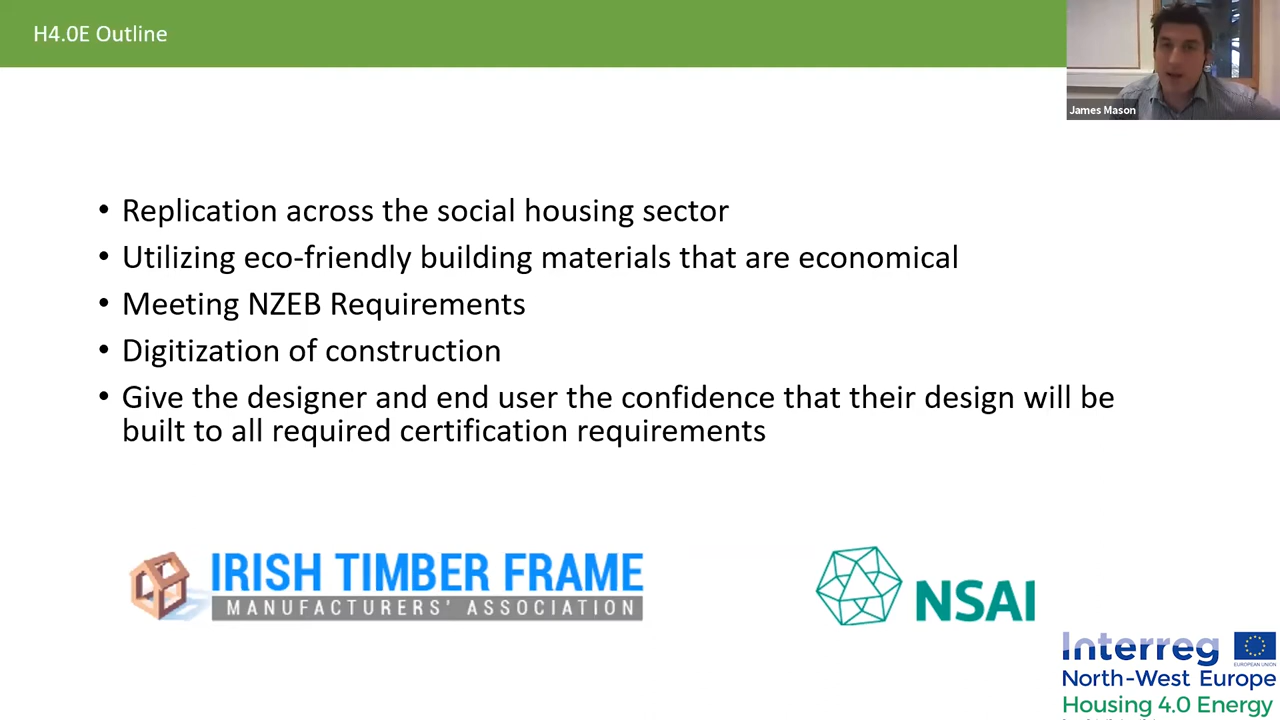 H4.0E Outline
James Mason
• Replication across the social housing sector
• Utilizing eco-friendly building materials that are economical
• Meeting NZEB Requirements
• Digitization of construction
• Give the designer and end user the confidence that their design will be
built to all required certification requirements
IRISH TIMBER FRAME
MANUFACTURERS' ASSOCIATION
NSAI
Interreg
EUROPEAN UNION
North-West Europe
Housing 4.0 Energy